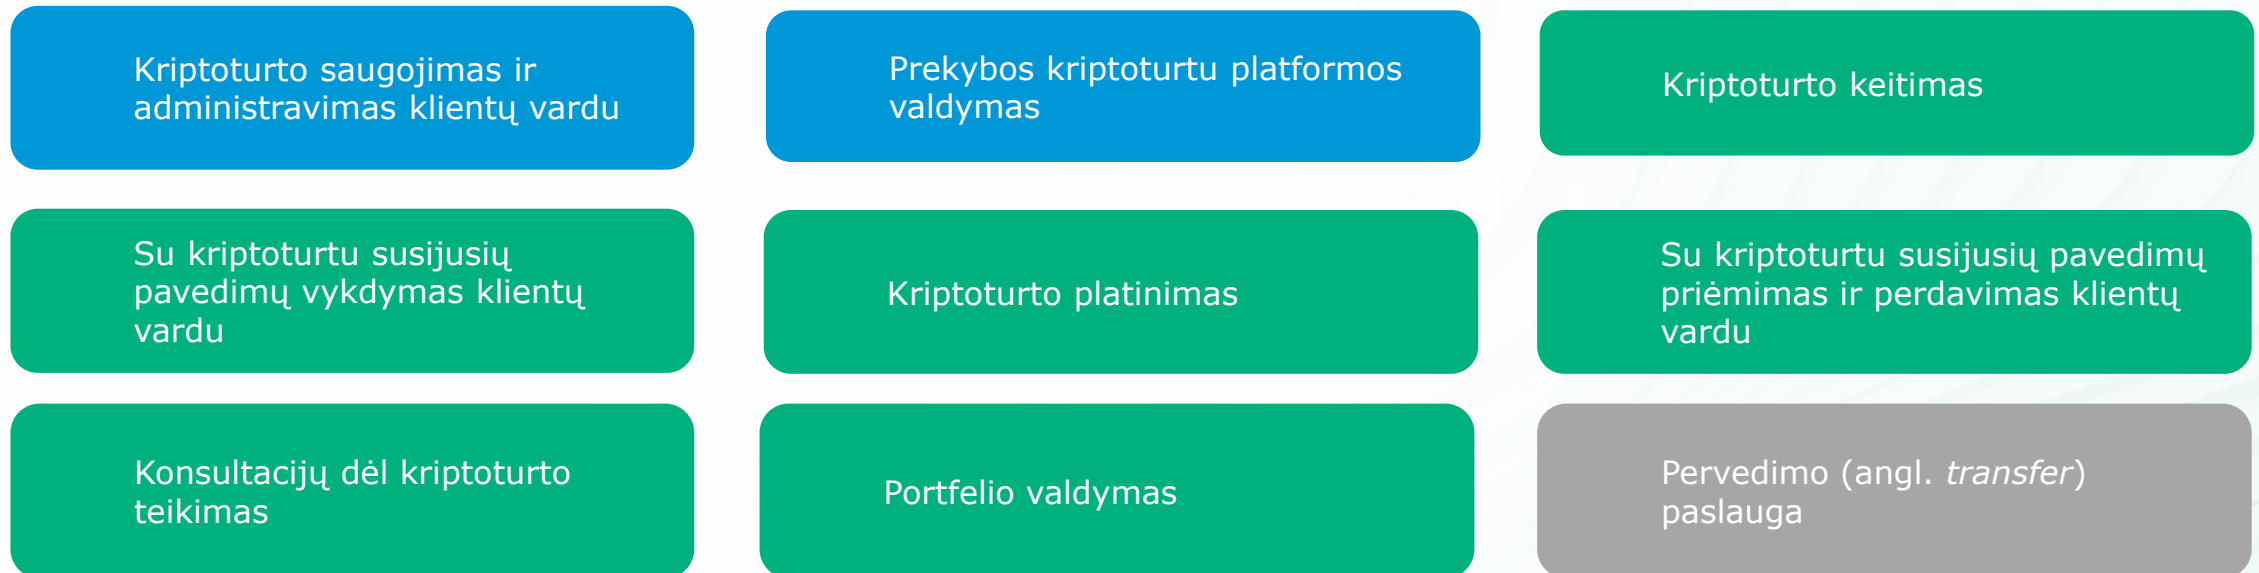 Kriptoturto saugojimas ir
administravimas klientų vardu
Prekybos kriptoturtu platformos
valdymas
Kriptoturto keitimas
Su kriptoturtu susijusių
pavedimų vykdymas klientų
vardu
Kriptoturto platinimas
Su kriptoturtu susijusių pavedimų
priėmimas ir perdavimas klientų
vardu
Konsultacijų dėl kriptoturto
teikimas
Portfelio valdymas
Pervedimo (angl. transfer)
paslauga